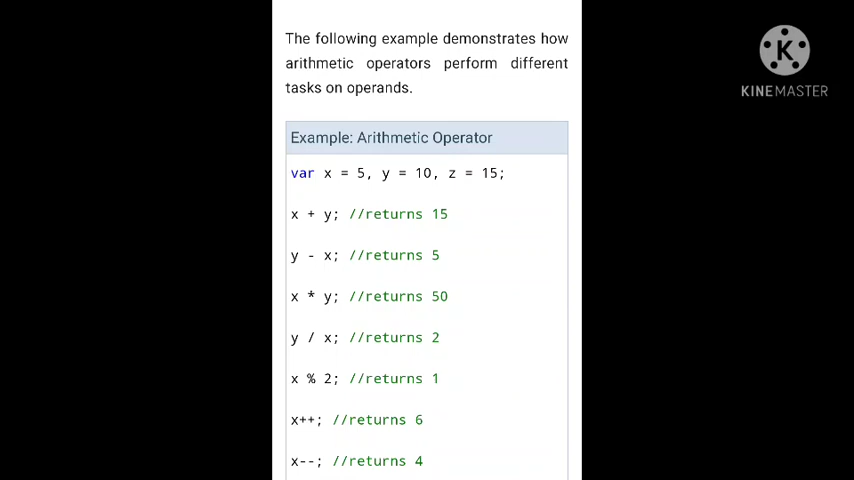 The following example demonstrates how
arithmetic operators perform different
tasks on operands.
K
KINEMASTER
Example: Arithmetic Operator
var x = 5, y = 10, z = 15;
x + y; //returns 15
y - x; //returns 5
x * y; //returns 50
y / x; //returns 2
x % 2; //returns 1
x++; //returns 6
x--; //returns 4